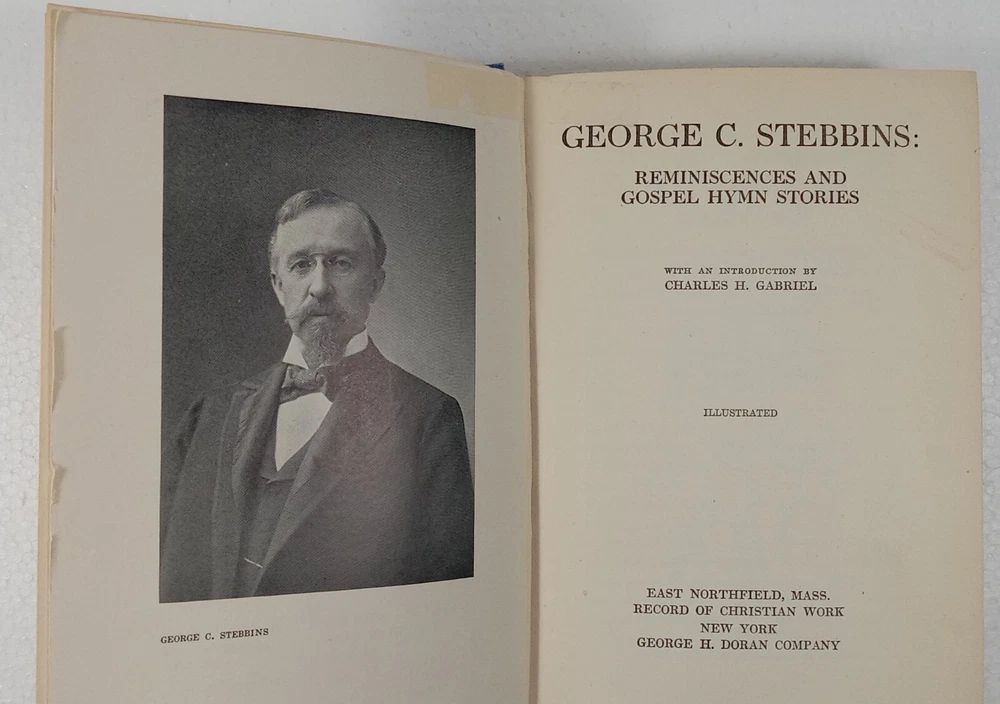 GEORGE C. STEBBINS
GEORGE C. STEBBINS:
REMINISCENCES AND
GOSPEL HYMN STORIES
WITH AN INTRODUCTION BY
CHARLES H. GABRIEL
ILLUSTRATED
EAST NORTHFIELD, MASS.
RECORD OF CHRISTIAN WORK
NEW YORK
GEORGE H. DORAN COMPANY